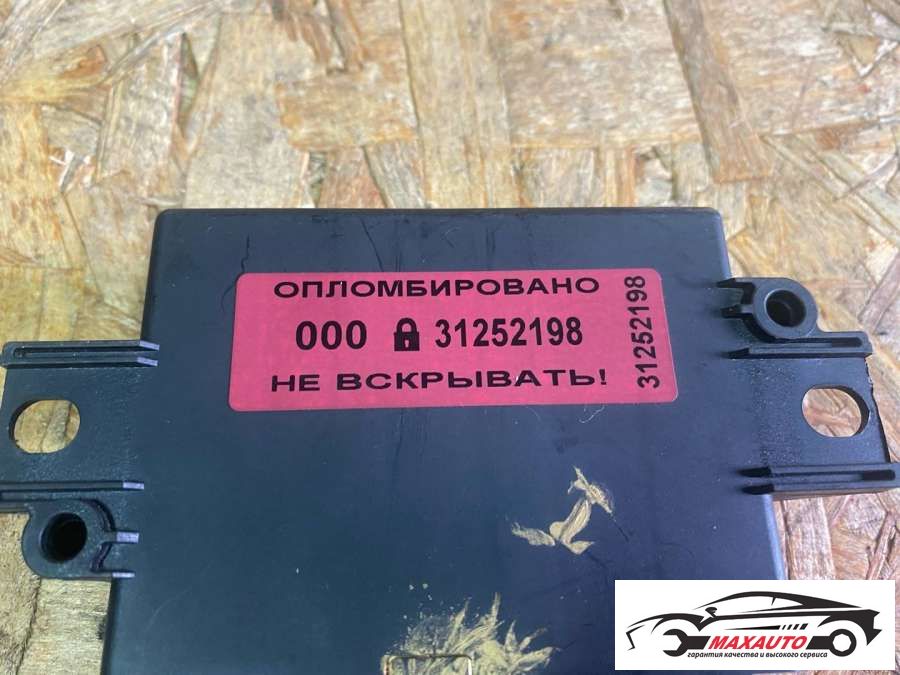 ОПЛОМБИРОВАНО
000 31252198
НЕ ВСКРЫВАТЬ!
31252198
MAXAUTO
гарантия качества и высокого сервиса